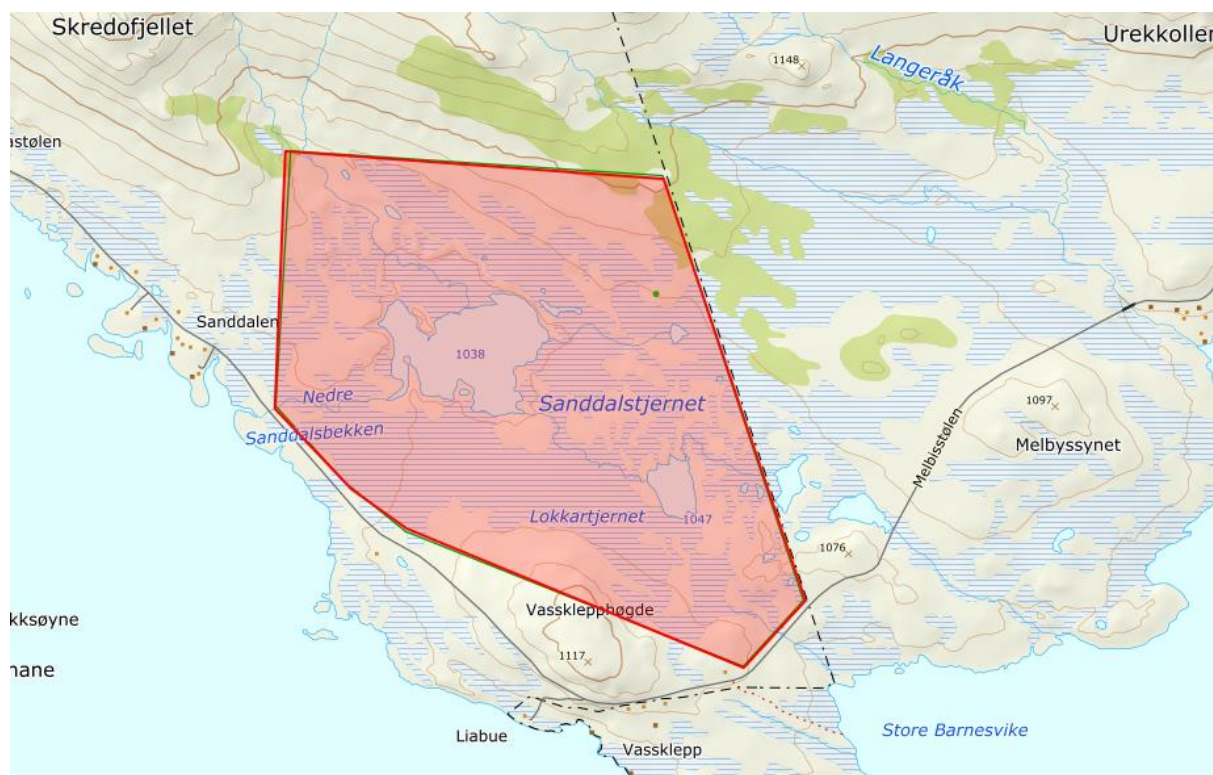 Skredofjellet
Urekkoller
1148
Langeråk
astølen
Sanddalen
1038
Nedre
Sanddalstjernet
Sanddalsbekken
1097
Melbisstølen
Melbyssynet
Lokkartjernet
1047
1076
Vassklepphøgde
kksøyne
1117
nane
Liabue
Vassklepp
Store Barnesvike